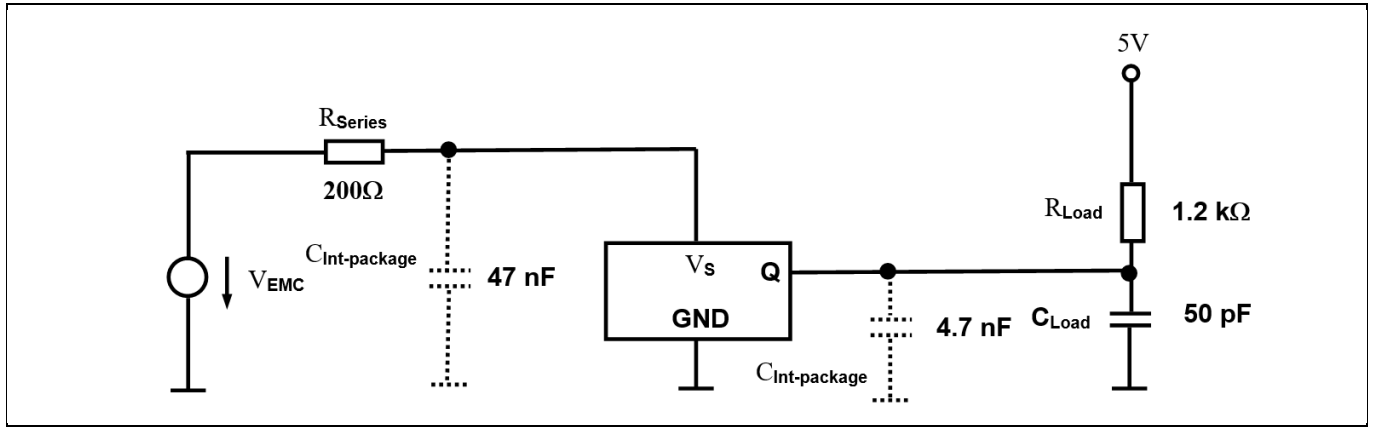 5V
RSeries
200Ω
RLoad
1.2 kΩ
CInt-package
47 nF
VEMC
VS
Q
GND
4.7 nF
CLoad
50 pF
CInt-package